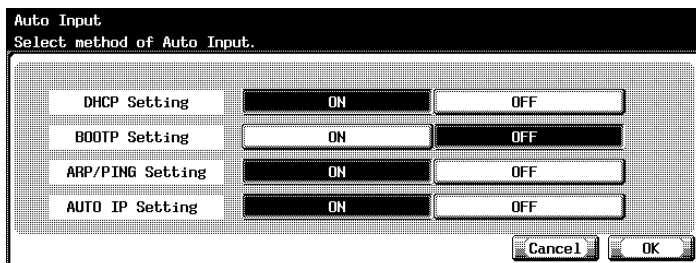 Auto Input
Select method of Auto Input.
DHCP Setting ON OFF
BOOTP Setting ON OFF
ARP/PING Setting ON OFF
AUTO IP Setting ON OFF
Cancel OK